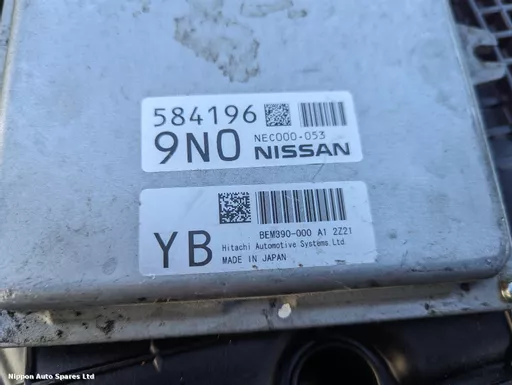 584196
9N0 NEC000-053 NISSAN
YB BEM390-000 A1 2Z21
Hitachi Automotive Systems Ltd.
MADE IN JAPAN
Nippon Auto Spares Ltd